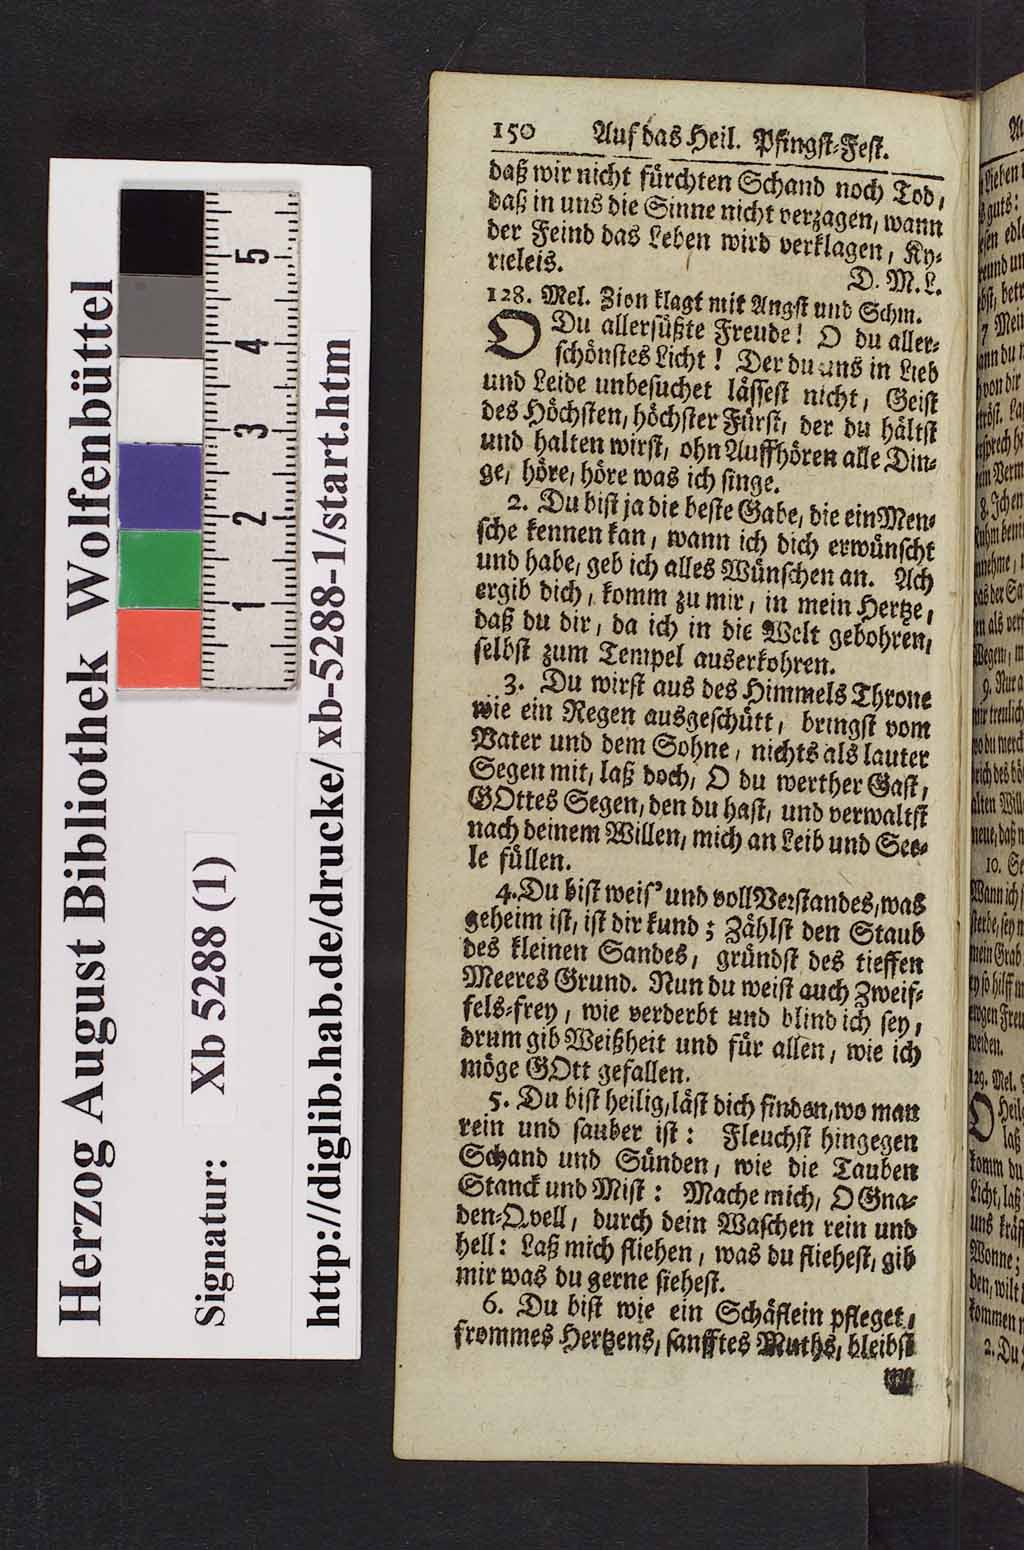 Herzog August Bibliothek Wolfenbüttel
Signatur: Xb 5288 (1)
http://diglib.hab.de/drucke/ xb-5288-1/start.htm
1 2 3 4 5
150 Auf das Heil. Pfingst-Fest.
daß wir nicht fürchten Schand noch Tod,
daß in uns die Sinne nicht verzagen, wann
der Feind das Leben wird verklagen, Ky-
rieleis.
D. M. L.
128. Mel. Zion klagt mit Angst und Schm.
O Du allersüßte Freude! O du aller-
schönstes Licht! Der du uns in Lieb
und Leide unbesuchet lässest nicht, Geist
des Höchsten, höchster Fürst, der du hältst
und halten wirst, ohn Auffhören alle Din-
ge, höre, höre was ich singe.
2. Du bist ja die beste Gabe, die ein Men-
sche kennen kan, wann ich dich erwünscht
und habe, geb ich alles Wünschen an. Ach
ergib dich, komm zu mir, in mein Hertze,
daß du dir, da ich in die Welt gebohren,
selbst zum Tempel auserkohren.
3. Du wirst aus des Himmels Throne
wie ein Regen ausgeschütt, bringst vom
Vater und dem Sohne, nichts als lauter
Segen mit, laß doch, O du werther Gast,
GOttes Segen, den du hast, und verwaltst
nach deinem Willen, mich an Leib und See-
le füllen.
4. Du bist weis' und voll Verstandes, was
geheim ist, ist dir kund; Zählst den Staub
des kleinen Sandes, gründst des tieffen
Meeres Grund. Nun du weist auch Zweif-
fels-frey, wie verderbt und blind ich sey,
drum gib Weißheit und für allen, wie ich
möge GOtt gefallen.
5. Du bist heilig, läst dich finden, wo man
rein und sauber ist: Fleuchst hingegen
Schand und Sünden, wie die Tauben
Stanck und Mist: Mache mich, O Gna-
den-Qvell, durch dein Waschen rein und
hell: Laß mich fliehen, was du fliehest, gib
mir was du gerne siehest.
6. Du bist wie ein Schäflein pfleget,
frommes Hertzens, sanfftes Muths, bleibst